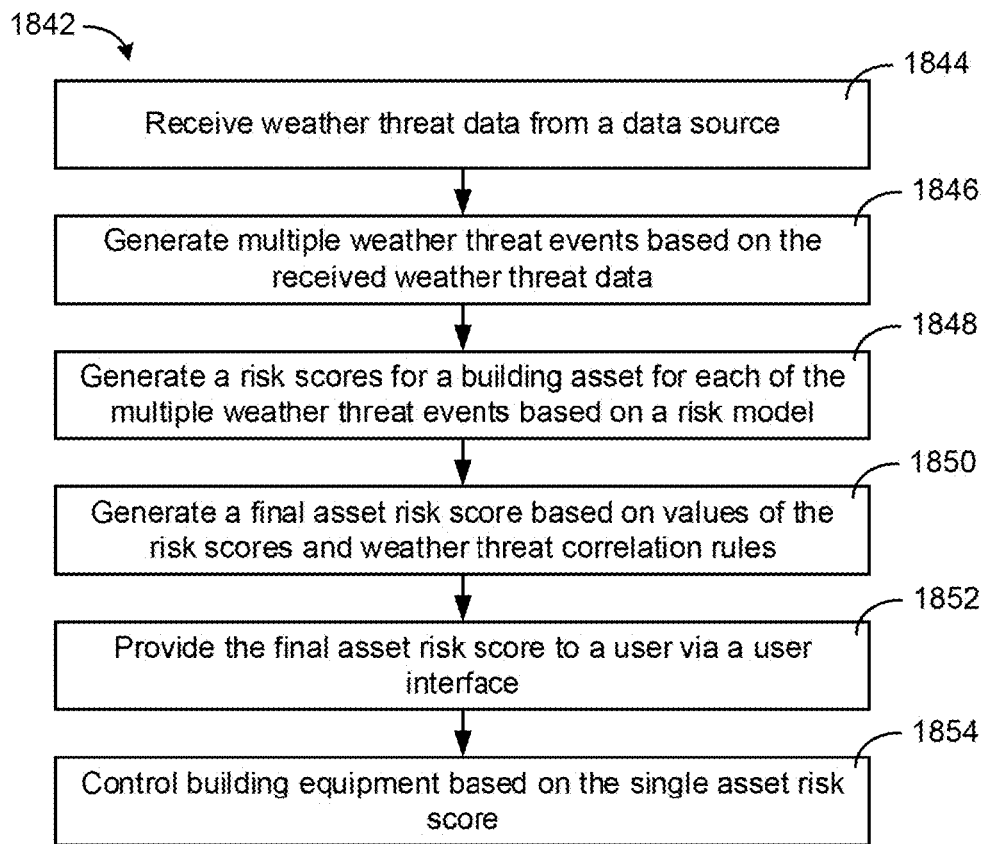 1842
1844
Receive weather threat data from a data source
1846
Generate multiple weather threat events based on the
received weather threat data
1848
Generate a risk scores for a building asset for each of the
multiple weather threat events based on a risk model
1850
Generate a final asset risk score based on values of the
risk scores and weather threat correlation rules
1852
Provide the final asset risk score to a user via a user
interface
1854
Control building equipment based on the single asset risk
score